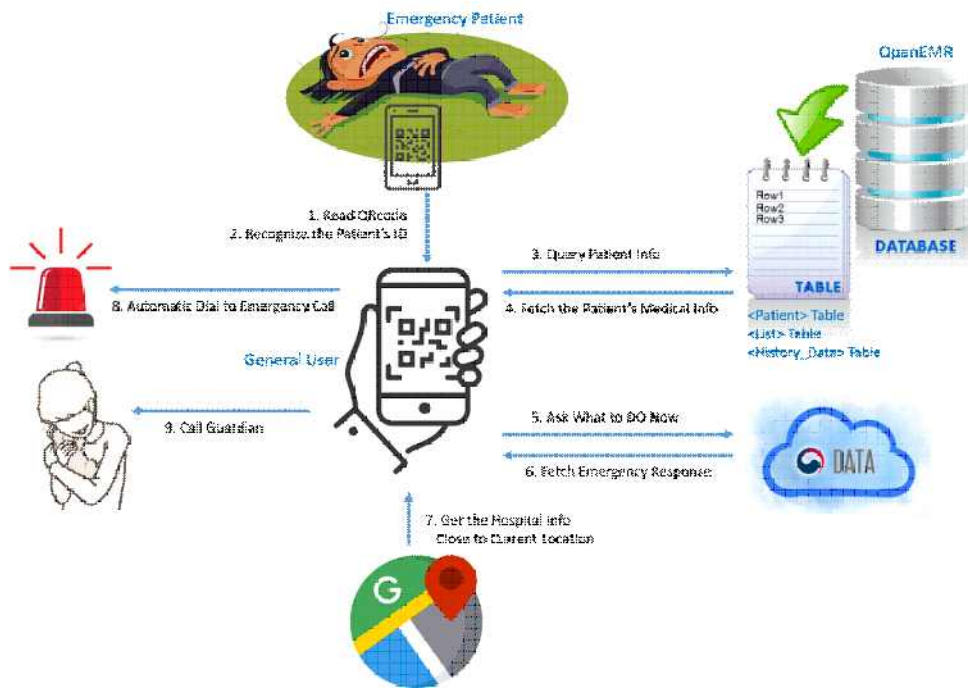 Emergency Patient
OpenEMR
1. Read QRcode
2. Recognize the Patient's ID
Row1
Row2
Row3
TABLE
DATABASE
3. Query Patient Info
4. Fetch the Patient's Medical Info
<Patient> Table
<List> Table
<History_Data> Table
8. Automatic Dial to Emergency Call
General User
9. Call Guardian
5. Ask What to DO Now
6. Fetch Emergency Response
DATA
7. Get the Hospital Info
Close to Current Location
G